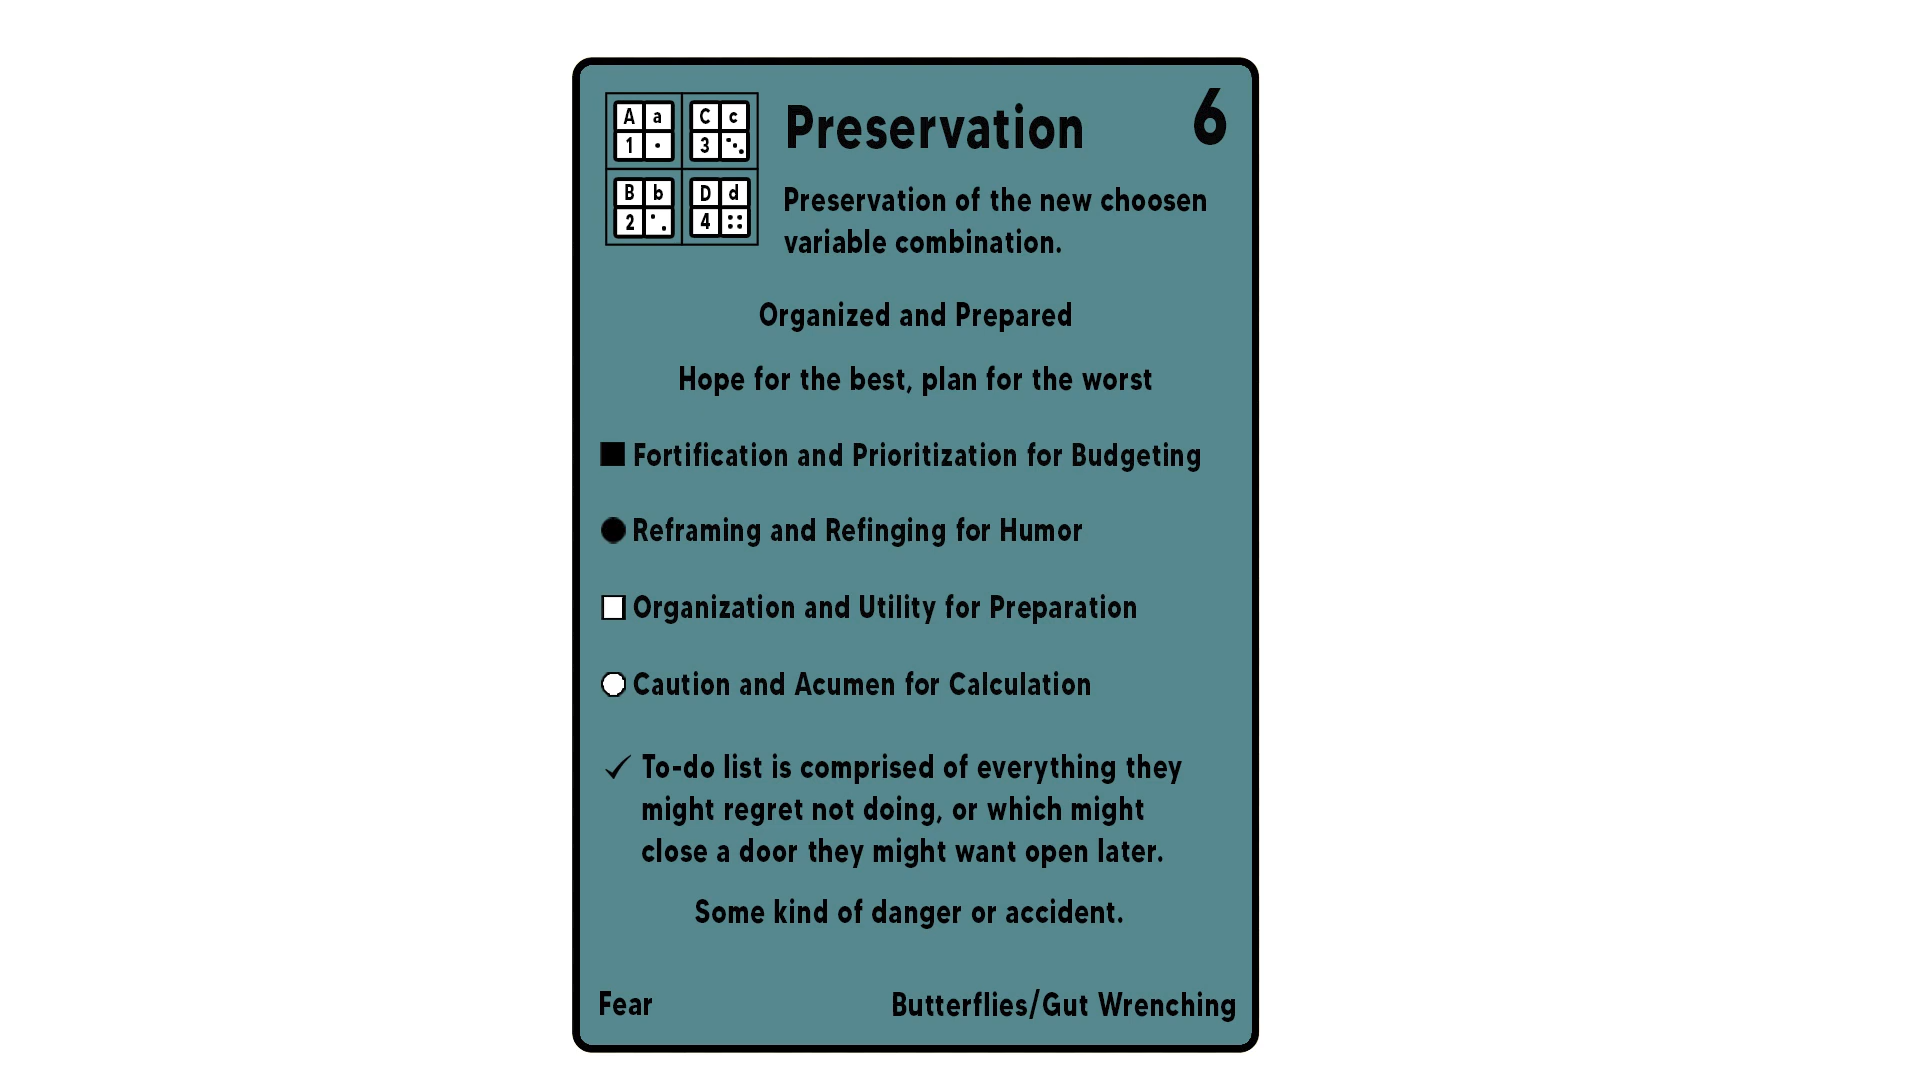 A a C c
1 3
B b D d
2 4
Preservation
6
Preservation of the new choosen
variable combination.
Organized and Prepared
Hope for the best, plan for the worst
Fortification and Prioritization for Budgeting
Reframing and Refinging for Humor
Organization and Utility for Preparation
Caution and Acumen for Calculation
To-do list is comprised of everything they
might regret not doing, or which might
close a door they might want open later.
Some kind of danger or accident.
Fear
Butterflies/Gut Wrenching